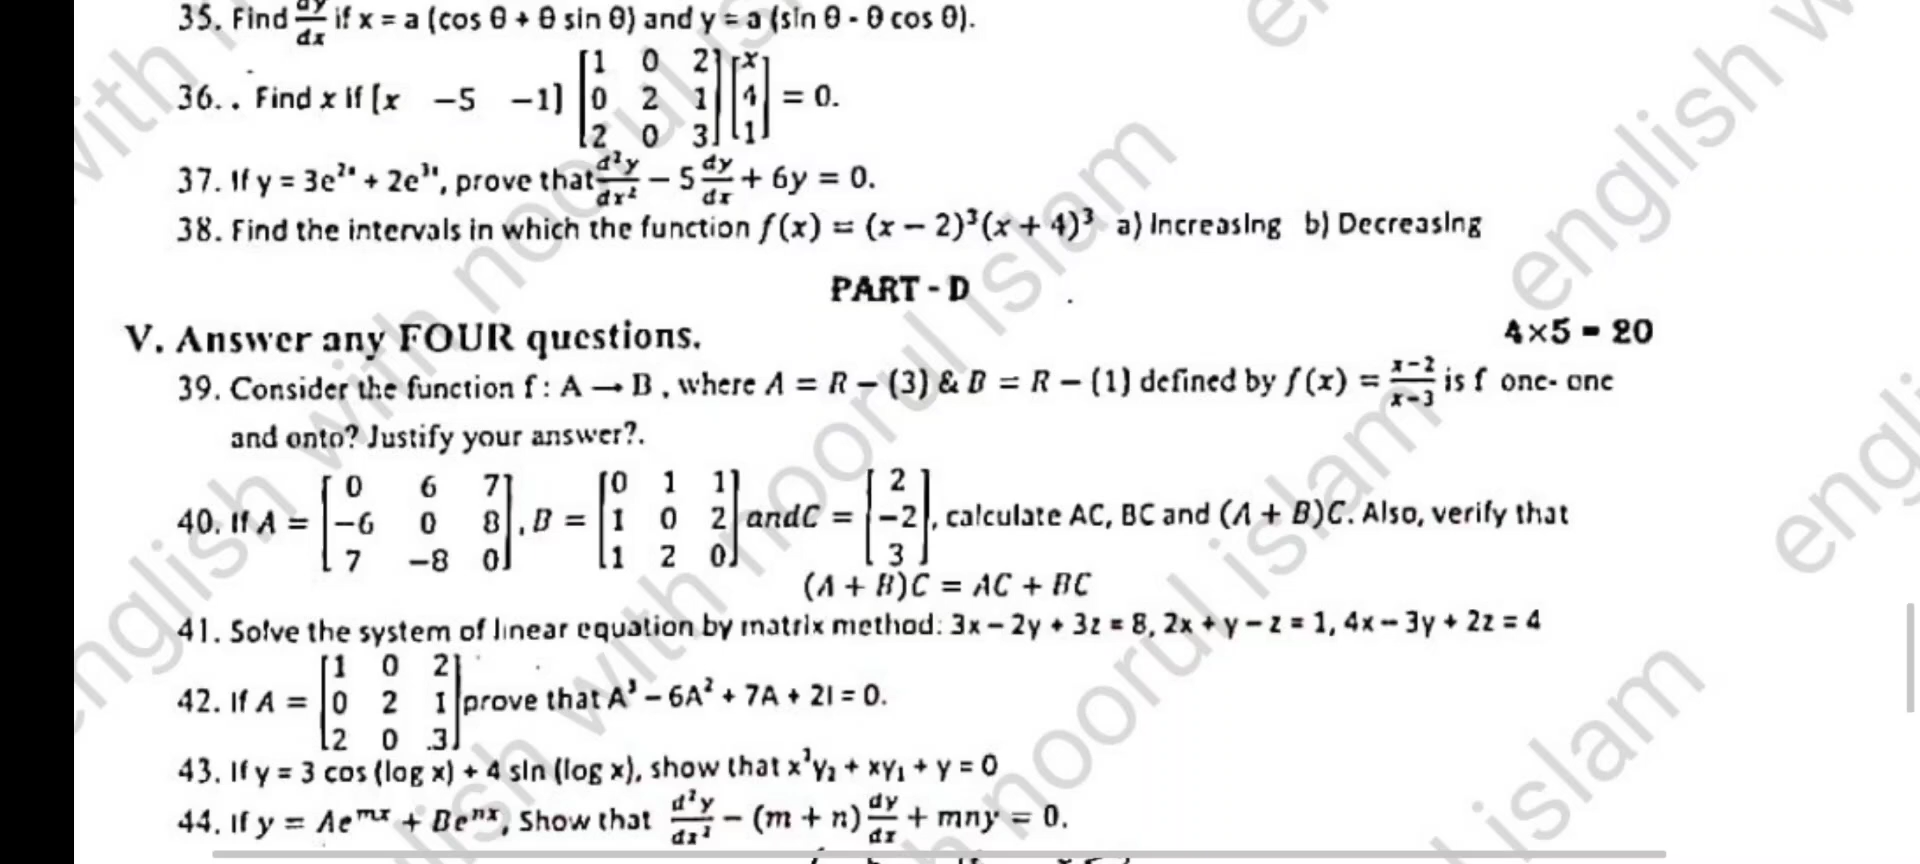 35. Find dy/dx if x = a (cos θ + θ sin θ) and y = a (sin θ - θ cos θ).
36. . Find x if [x -5 -1] [1 0 2; 0 2 1; 2 0 3] [x; 4; 1] = 0.
37. If y = 3e²ˣ + 2e³ˣ, prove that d²y/dx² − 5 dy/dx + 6y = 0.
38. Find the intervals in which the function f(x) = (x − 2)³(x + 4)³ a) Increasing b) Decreasing
PART - D
V. Answer any FOUR questions. 4×5 = 20
39. Consider the function f : A → B , where A = R − (3) & B = R − (1) defined by f(x) = x−2/x−3 is f one- one
and onto? Justify your answer?.
40. If A = [0 6 7; −6 0 8; 7 −8 0], B = [0 1 1; 1 0 2; 1 2 0] and C = [2; −2; 3], calculate AC, BC and (A + B)C. Also, verify that
(A + B)C = AC + BC
41. Solve the system of linear equation by matrix method: 3x − 2y + 3z = 8, 2x + y − z = 1, 4x − 3y + 2z = 4
42. If A = [1 0 2; 0 2 1; 2 0 .3] prove that A³ − 6A² + 7A + 2I = 0.
43. If y = 3 cos (log x) + 4 sin (log x), show that x²y₂ + xy₁ + y = 0
44. If y = Aeᵐˣ + Beⁿˣ, Show that d²y/dx² − (m + n) dy/dx + mny = 0.
english with noorul islam